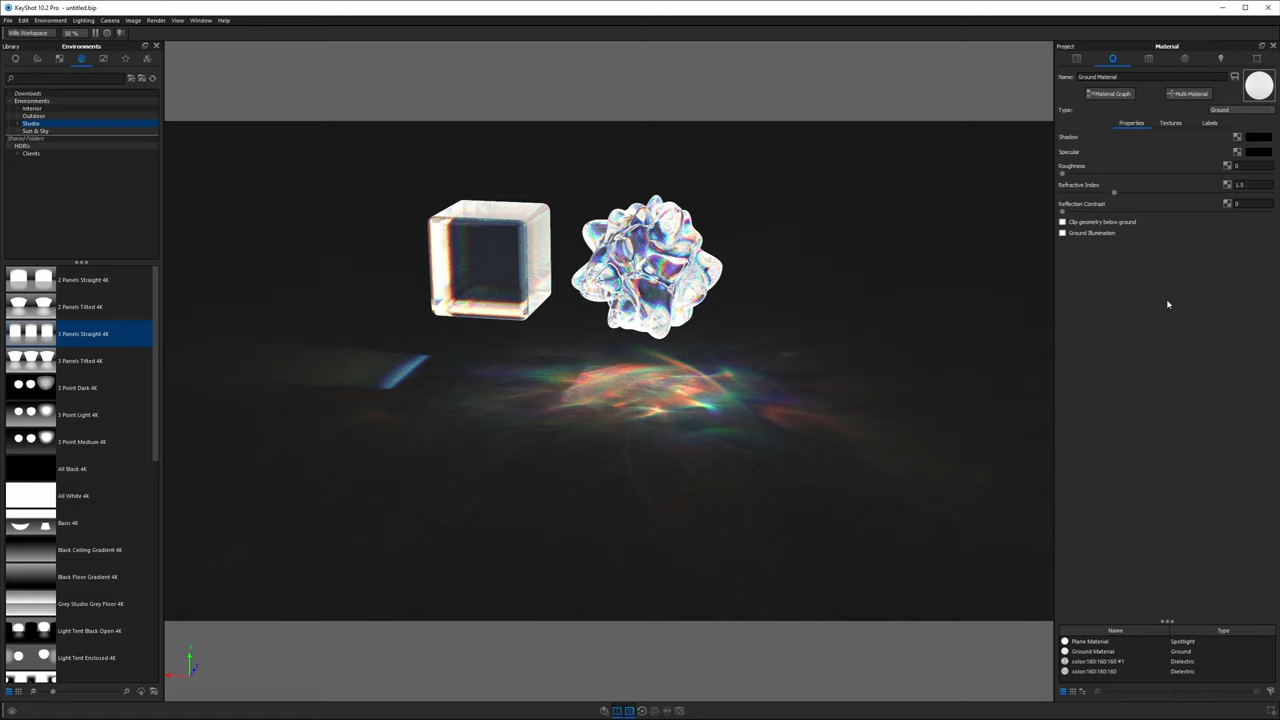 KeyShot 10.2 Pro - untitled.bip
File Edit Environment Lighting Camera Image Render View Window Help
Wills Workspace 50 %
Library Environments
Downloads
Environments
Interior
Outdoor
Studio
Sun & Sky
Shared Folders
HDRIs
Clients
2 Panels Straight 4K
2 Panels Tilted 4K
3 Panels Straight 4K
3 Panels Tilted 4K
3 Point Dark 4K
3 Point Light 4K
3 Point Medium 4K
All Black 4K
All White 4K
Basic 4K
Black Ceiling Gradient 4K
Black Floor Gradient 4K
Grey Studio Grey Floor 4K
Light Tent Black Open 4K
Light Tent Enclosed 4K
Project Material
Name: Ground Material
Material Graph Multi-Material
Type: Ground
Properties Textures Labels
Shadow
Specular
Roughness 0
Refractive Index 1.5
Reflection Contrast 0
Clip geometry below ground
Ground Illumination
Name Type
Plane Material Spotlight
Ground Material Ground
color:160:160:160 #1 Dielectric
color:160:160:160 Dielectric